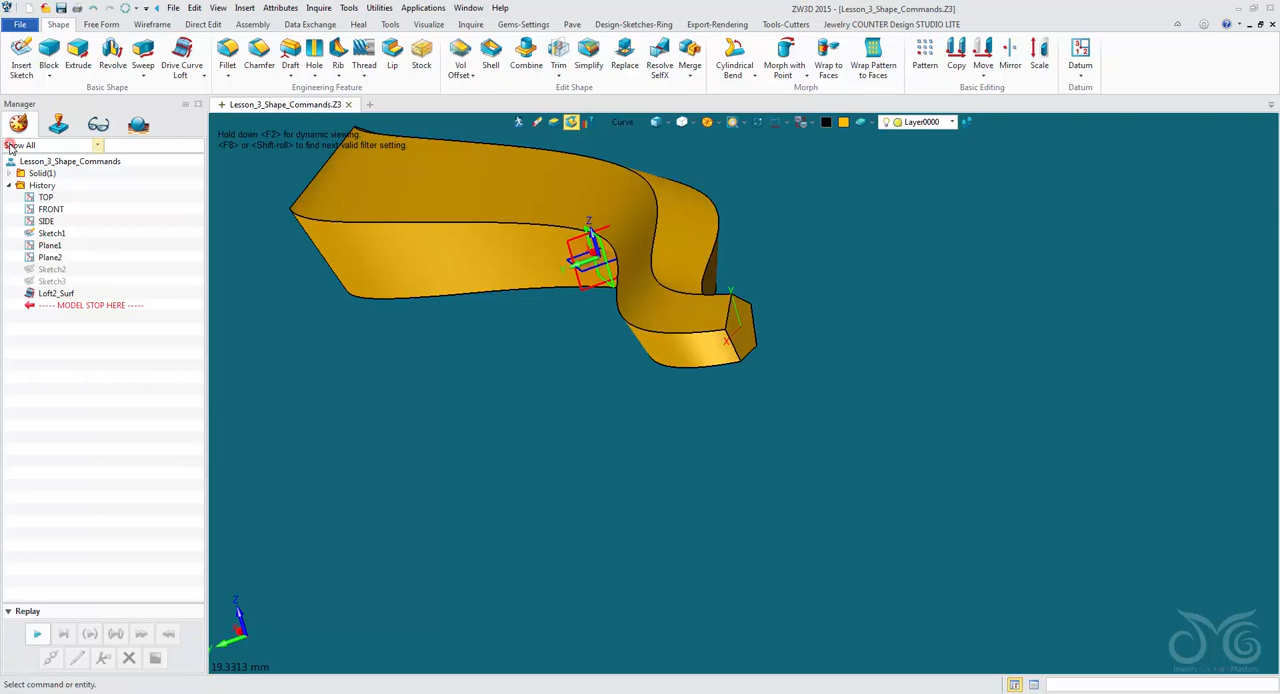 File Edit View Insert Attributes Inquire Tools Utilities Applications Window Help
ZW3D 2015 - [Lesson_3_Shape_Commands.Z3]
File Shape Free Form Wireframe Direct Edit Assembly Data Exchange Heal Tools Visualize Inquire Gems-Settings Pave Design-Sketches-Ring Tools-Cutters Export-Rendering Jewelry COUNTER Design STUDIO LITE
Insert Sketch Block Extrude Revolve Sweep Drive Curve Loft Fillet Chamfer Draft Hole Rib Thread Lip Stock Vol Offset Shell Combine Trim Simplify Replace Resolve SelfX Merge Cylindrical Bend Morph with Point Wrap to Faces Wrap Pattern to Faces Pattern Copy Move Mirror Scale Datum
Basic Shape Engineering Feature Edit Shape Morph Basic Editing Datum
Manager
Lesson_3_Shape_Commands.Z3
Hold down <F2> for dynamic viewing.
<F8> or <Shift-roll> to find next valid filter setting.
Curve
Layer0000
Show All
Lesson_3_Shape_Commands
Solid(1)
History
TOP
FRONT
SIDE
Sketch1
Plane1
Plane2
Sketch2
Sketch3
Loft2_Surf
----- MODEL STOP HERE -----
Z
Y
X
Replay
Z
Y
19.3313 mm
Select command or entity.